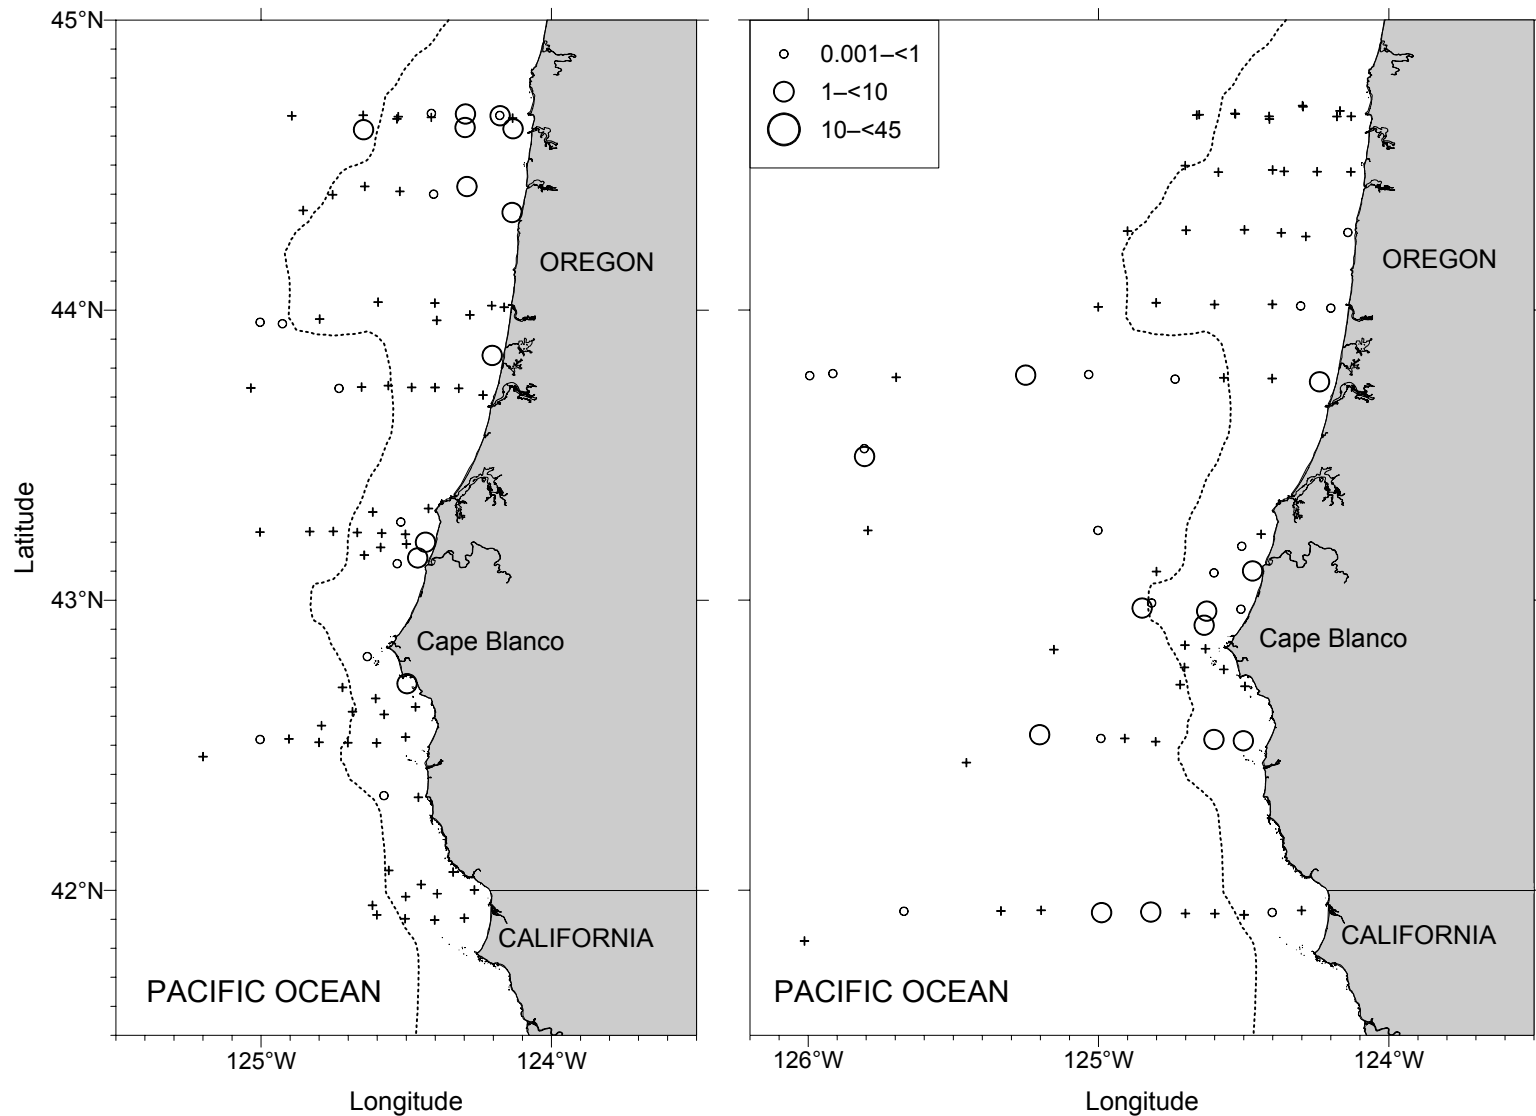 45°N
44°N
43°N
42°N
Latitude
OREGON
Cape Blanco
CALIFORNIA
PACIFIC OCEAN
125°W
124°W
Longitude
0.001–<1
1–<10
10–<45
OREGON
Cape Blanco
CALIFORNIA
PACIFIC OCEAN
126°W
125°W
124°W
Longitude